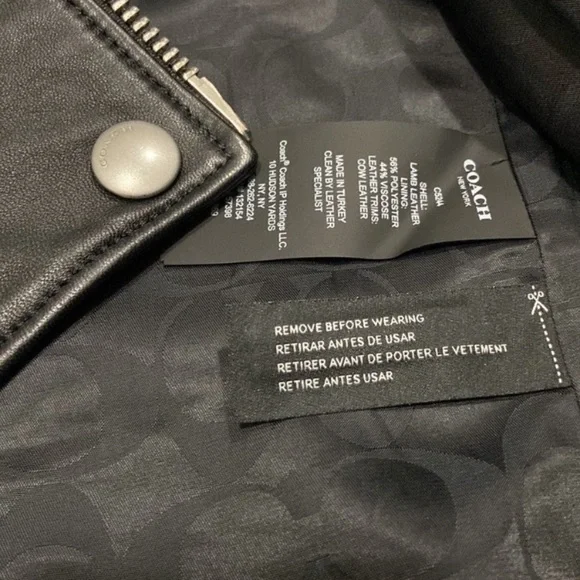 COACH
NEW YORK
C5IX4
SHELL:
LAMB LEATHER
LINING:
56% POLYESTER
44% VISCOSE
LEATHER TRIMS:
COW LEATHER
MADE IN TURKEY
CLEAN BY LEATHER
SPECIALIST
Coach® Coach IP Holdings LLC.
10 HUDSON YARDS
NY, NY
REMOVE BEFORE WEARING
RETIRAR ANTES DE USAR
RETIRER AVANT DE PORTER LE VETEMENT
RETIRE ANTES USAR